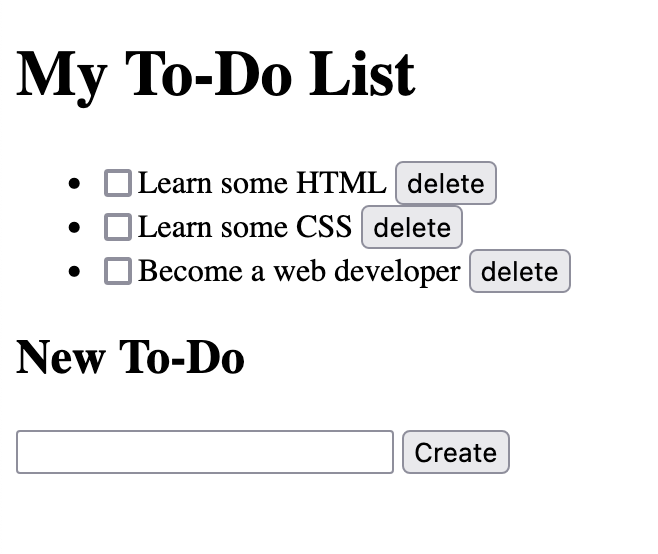 My To-Do List
Learn some HTML delete
Learn some CSS delete
Become a web developer delete
New To-Do
Create